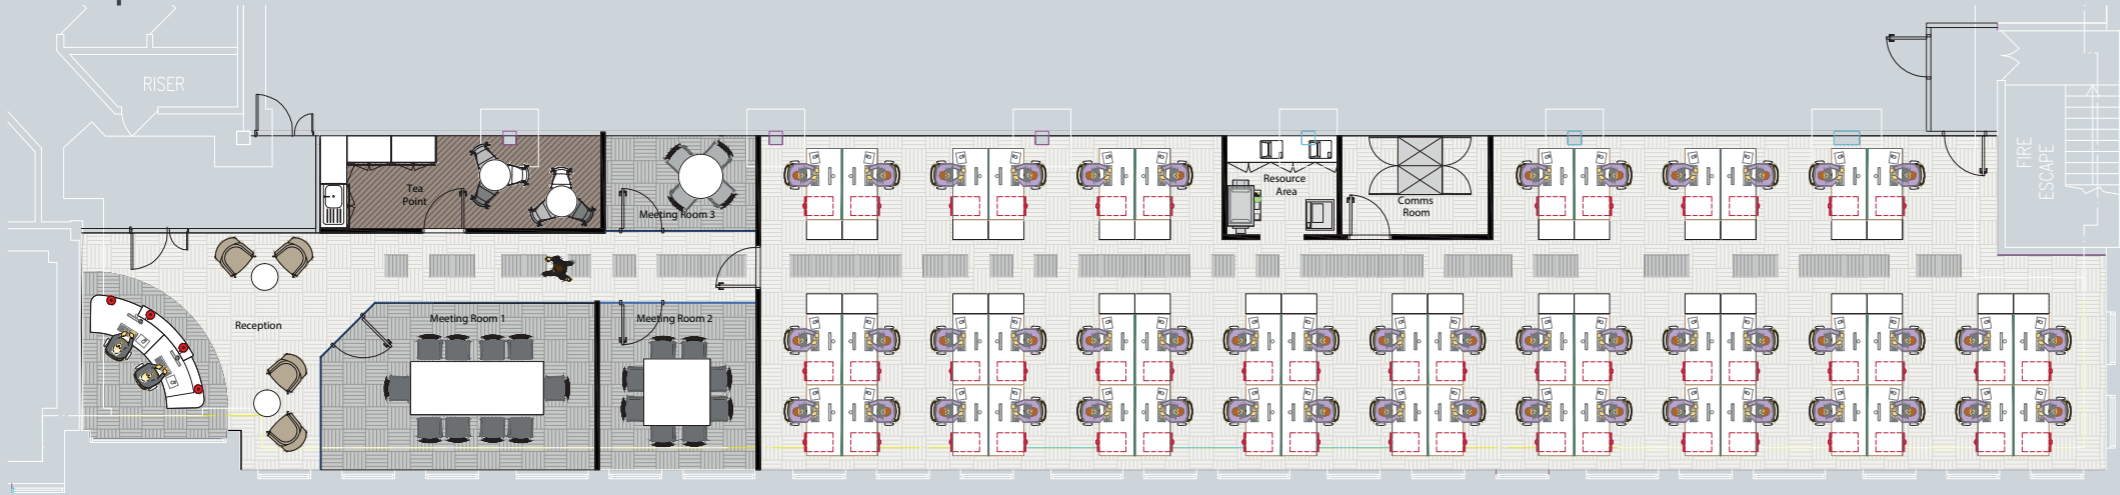 RISER
Tea
Point
Meeting Room 3
Resource
Area
Comms
Room
FIRE
ESCAPE
Reception
Meeting Room 1
Meeting Room 2